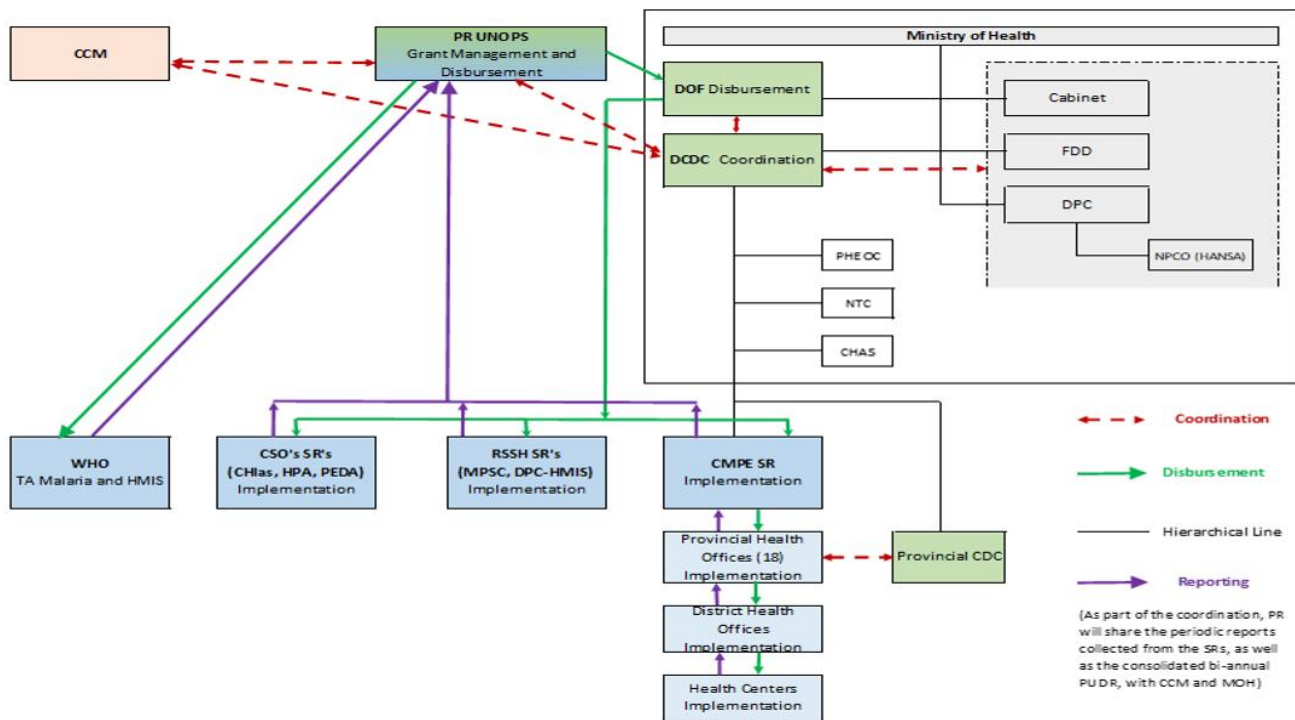 CCM
PR UNOPS
Grant Management and
Disbursement
Ministry of Health
DOF Disbursement
DCDC Coordination
Cabinet
FDD
DPC
NPCO (HANSA)
PHEOC
NTC
CHAS
WHO
TA Malaria and HMIS
CSO's SR's
(CHIas, HPA, PEDA)
Implementation
RSSH SR's
(MPSC, DPC-HMIS)
Implementation
CMPE SR
Implementation
Provincial Health
Offices (18)
Implementation
Provincial CDC
District Health
Offices
Implementation
Health Centers
Implementation
Coordination
Disbursement
Hierarchical Line
Reporting
(As part of the coordination, PR
will share the periodic reports
collected from the SRs, as well
as the consolidated bi-annual
PUDR, with CCM and MOH)